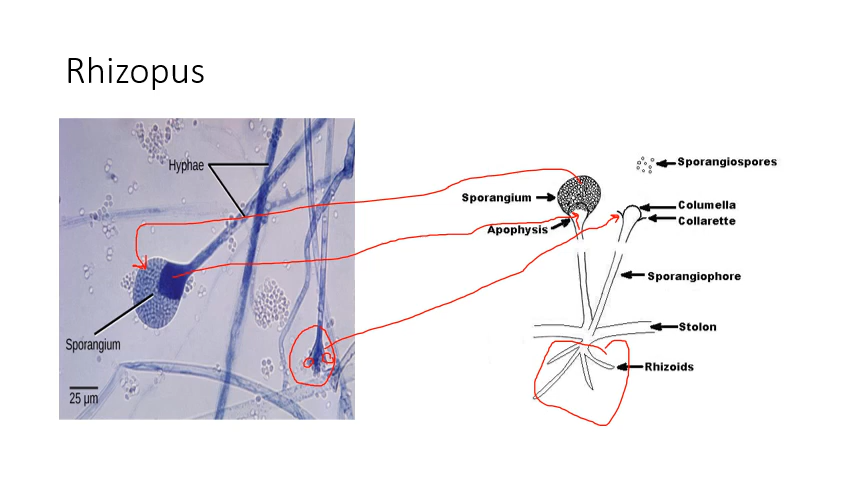 Rhizopus
Hyphae
Sporangium
25 µm
Sporangiospores
Sporangium
Columella
Collarette
Apophysis
Sporangiophore
Stolon
Rhizoids